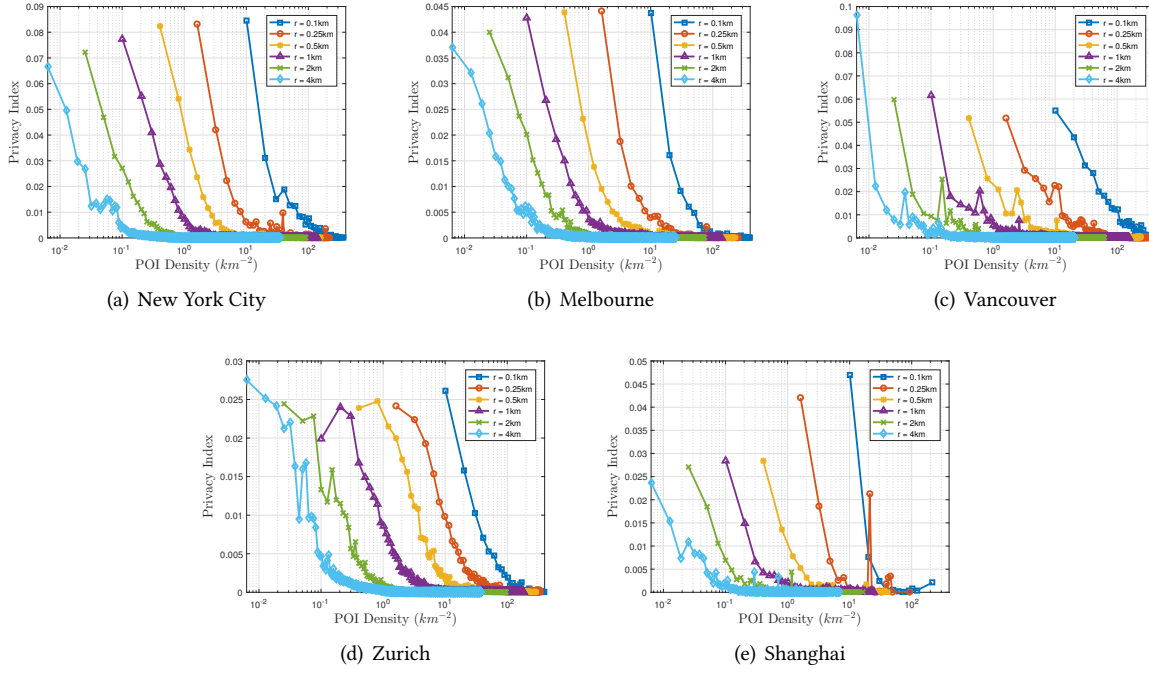 Privacy Index
0.09
0.08
0.07
0.06
0.05
0.04
0.03
0.02
0.01
0
10-2
10-1
100
101
102
POI Density (km−2)
r = 0.1km
r = 0.25km
r = 0.5km
r = 1km
r = 2km
r = 4km
(a) New York City
Privacy Index
0.045
0.04
0.035
0.03
0.025
0.02
0.015
0.01
0.005
0
10-2
10-1
100
101
102
POI Density (km−2)
r = 0.1km
r = 0.25km
r = 0.5km
r = 1km
r = 2km
r = 4km
(b) Melbourne
Privacy Index
0.1
0.09
0.08
0.07
0.06
0.05
0.04
0.03
0.02
0.01
0
10-2
10-1
100
101
102
POI Density (km−2)
r = 0.1km
r = 0.25km
r = 0.5km
r = 1km
r = 2km
r = 4km
(c) Vancouver
Privacy Index
0.03
0.025
0.02
0.015
0.01
0.005
0
10-2
10-1
100
101
102
POI Density (km−2)
r = 0.1km
r = 0.25km
r = 0.5km
r = 1km
r = 2km
r = 4km
(d) Zurich
Privacy Index
0.05
0.045
0.04
0.035
0.03
0.025
0.02
0.015
0.01
0.005
0
10-2
10-1
100
101
102
POI Density (km−2)
r = 0.1km
r = 0.25km
r = 0.5km
r = 1km
r = 2km
r = 4km
(e) Shanghai